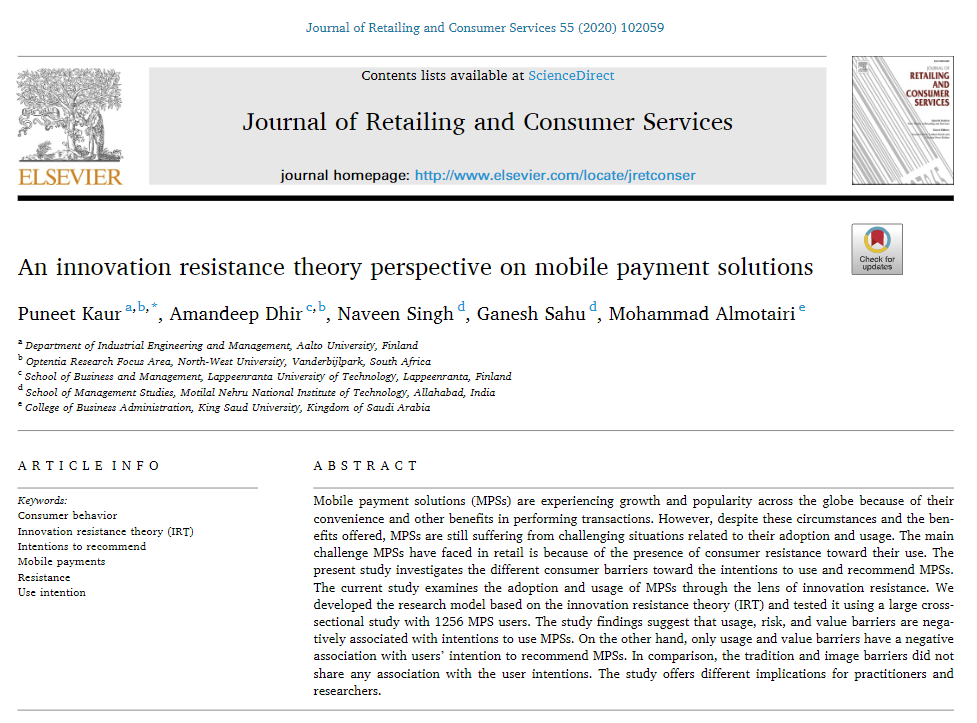 Journal of Retailing and Consumer Services 55 (2020) 102059
Contents lists available at ScienceDirect
Journal of Retailing and Consumer Services
journal homepage: http://www.elsevier.com/locate/jretconser
ELSEVIER
JOURNAL OF
RETAILING
AND
CONSUMER
SERVICES
Check for
updates
An innovation resistance theory perspective on mobile payment solutions
Puneet Kaur a,b,*, Amandeep Dhir c,b, Naveen Singh d, Ganesh Sahu d, Mohammad Almotairi e
a Department of Industrial Engineering and Management, Aalto University, Finland
b Optentia Research Focus Area, North-West University, Vanderbijlpark, South Africa
c School of Business and Management, Lappeenranta University of Technology, Lappeenranta, Finland
d School of Management Studies, Motilal Nehru National Institute of Technology, Allahabad, India
e College of Business Administration, King Saud University, Kingdom of Saudi Arabia
ARTICLE INFO
Keywords:
Consumer behavior
Innovation resistance theory (IRT)
Intentions to recommend
Mobile payments
Resistance
Use intention
ABSTRACT
Mobile payment solutions (MPSs) are experiencing growth and popularity across the globe because of their
convenience and other benefits in performing transactions. However, despite these circumstances and the ben-
efits offered, MPSs are still suffering from challenging situations related to their adoption and usage. The main
challenge MPSs have faced in retail is because of the presence of consumer resistance toward their use. The
present study investigates the different consumer barriers toward the intentions to use and recommend MPSs.
The current study examines the adoption and usage of MPSs through the lens of innovation resistance. We
developed the research model based on the innovation resistance theory (IRT) and tested it using a large cross-
sectional study with 1256 MPS users. The study findings suggest that usage, risk, and value barriers are nega-
tively associated with intentions to use MPSs. On the other hand, only usage and value barriers have a negative
association with users' intention to recommend MPSs. In comparison, the tradition and image barriers did not
share any association with the user intentions. The study offers different implications for practitioners and
researchers.